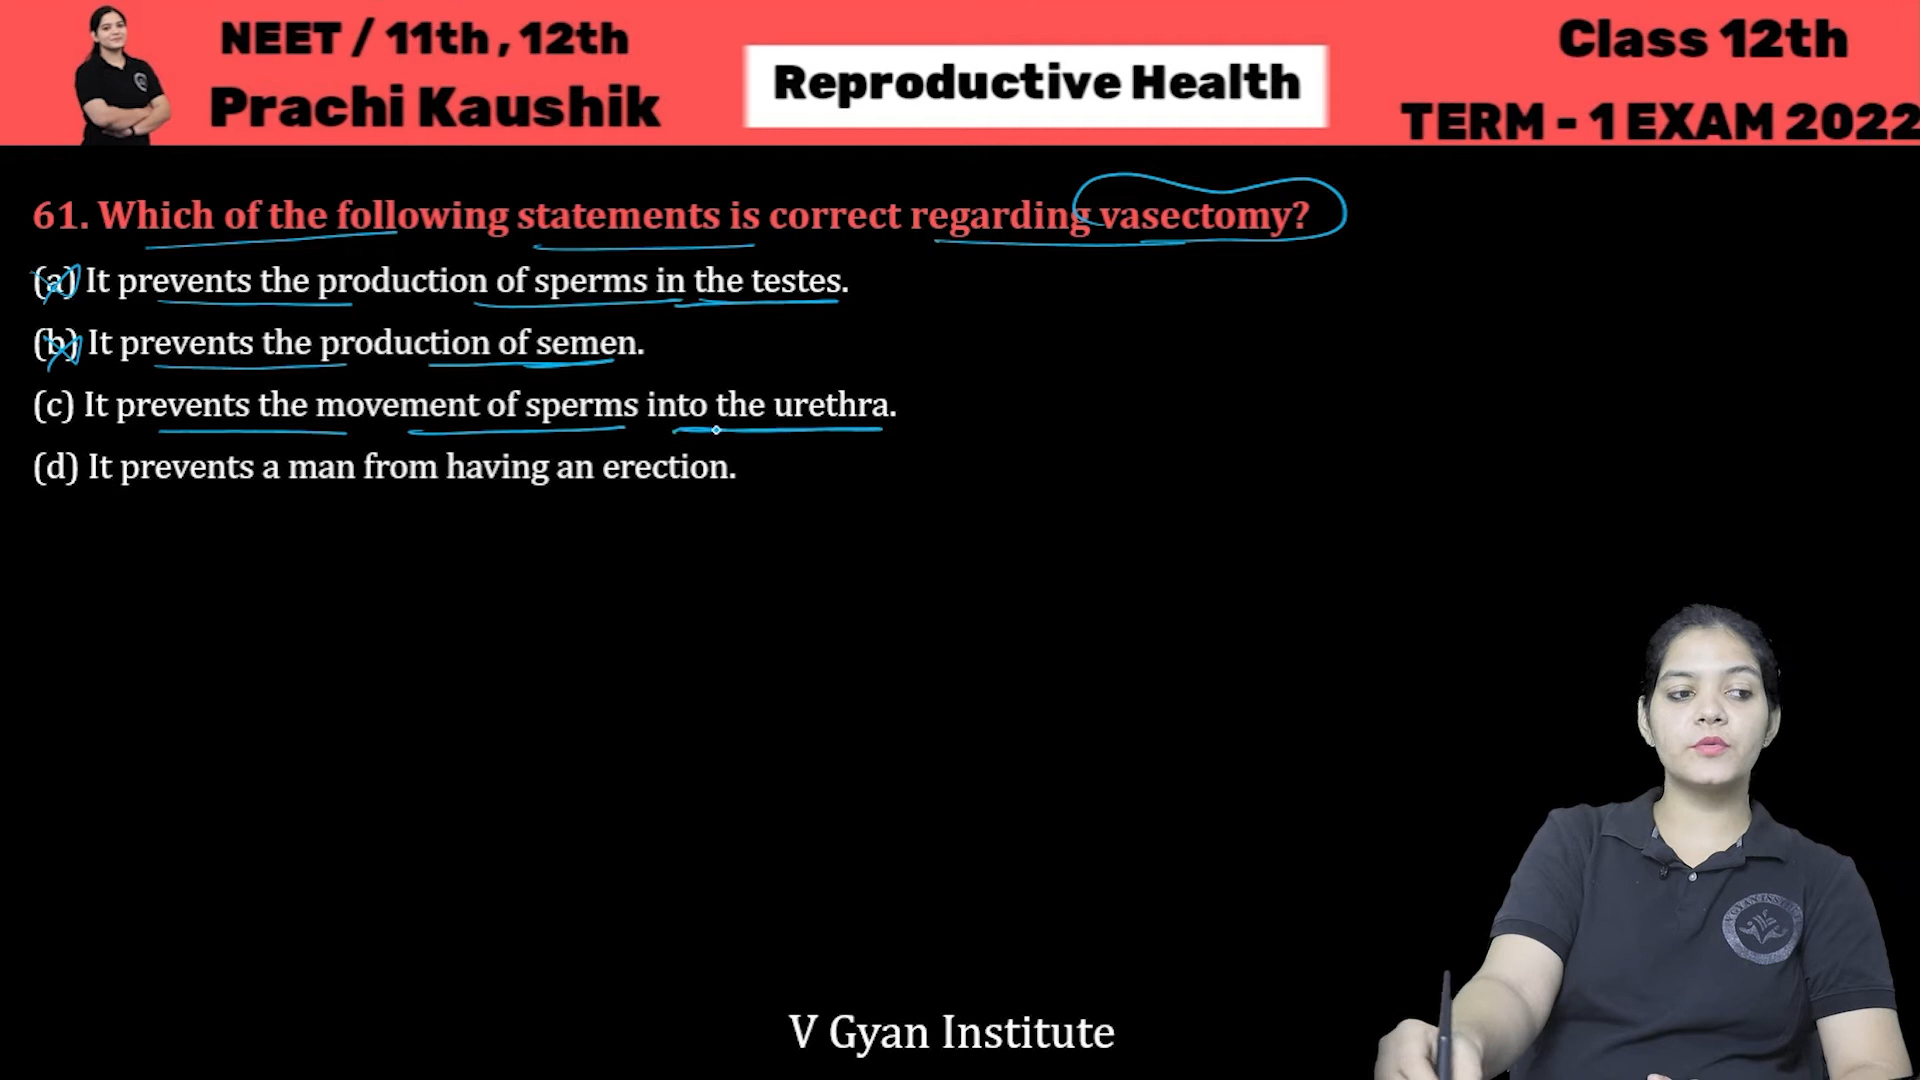 NEET / 11th , 12th
Prachi Kaushik
Reproductive Health
Class 12th
TERM - 1 EXAM 2022
61. Which of the following statements is correct regarding vasectomy?
(a) It prevents the production of sperms in the testes.
(b) It prevents the production of semen.
(c) It prevents the movement of sperms into the urethra.
(d) It prevents a man from having an erection.
V Gyan Institute